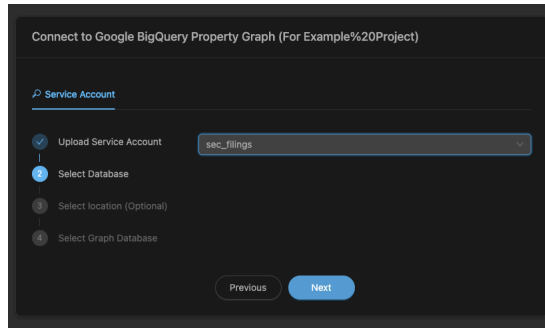 Connect to Google BigQuery Property Graph (For Example%20Project)
Service Account
Upload Service Account
sec_filings
2 Select Database
3 Select location (Optional)
4 Select Graph Database
Previous Next